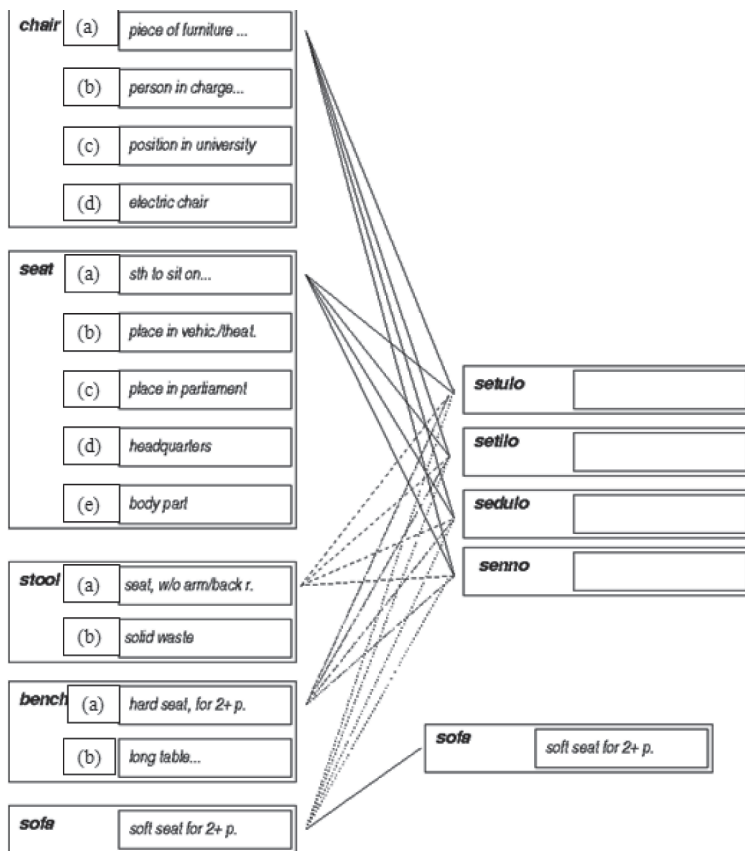 chair (a) piece of furniture ...
(b) person in charge...
(c) position in university
(d) electric chair
seat (a) sth to sit on...
(b) place in vehic./theat.
(c) place in parliament
(d) headquarters
(e) body part
stool (a) seat, w/o arm/back r.
(b) solid waste
bench (a) hard seat, for 2+ p.
(b) long table...
sofa soft seat for 2+ p.
setulo
setilo
sedulo
senno
sofa soft seat for 2+ p.